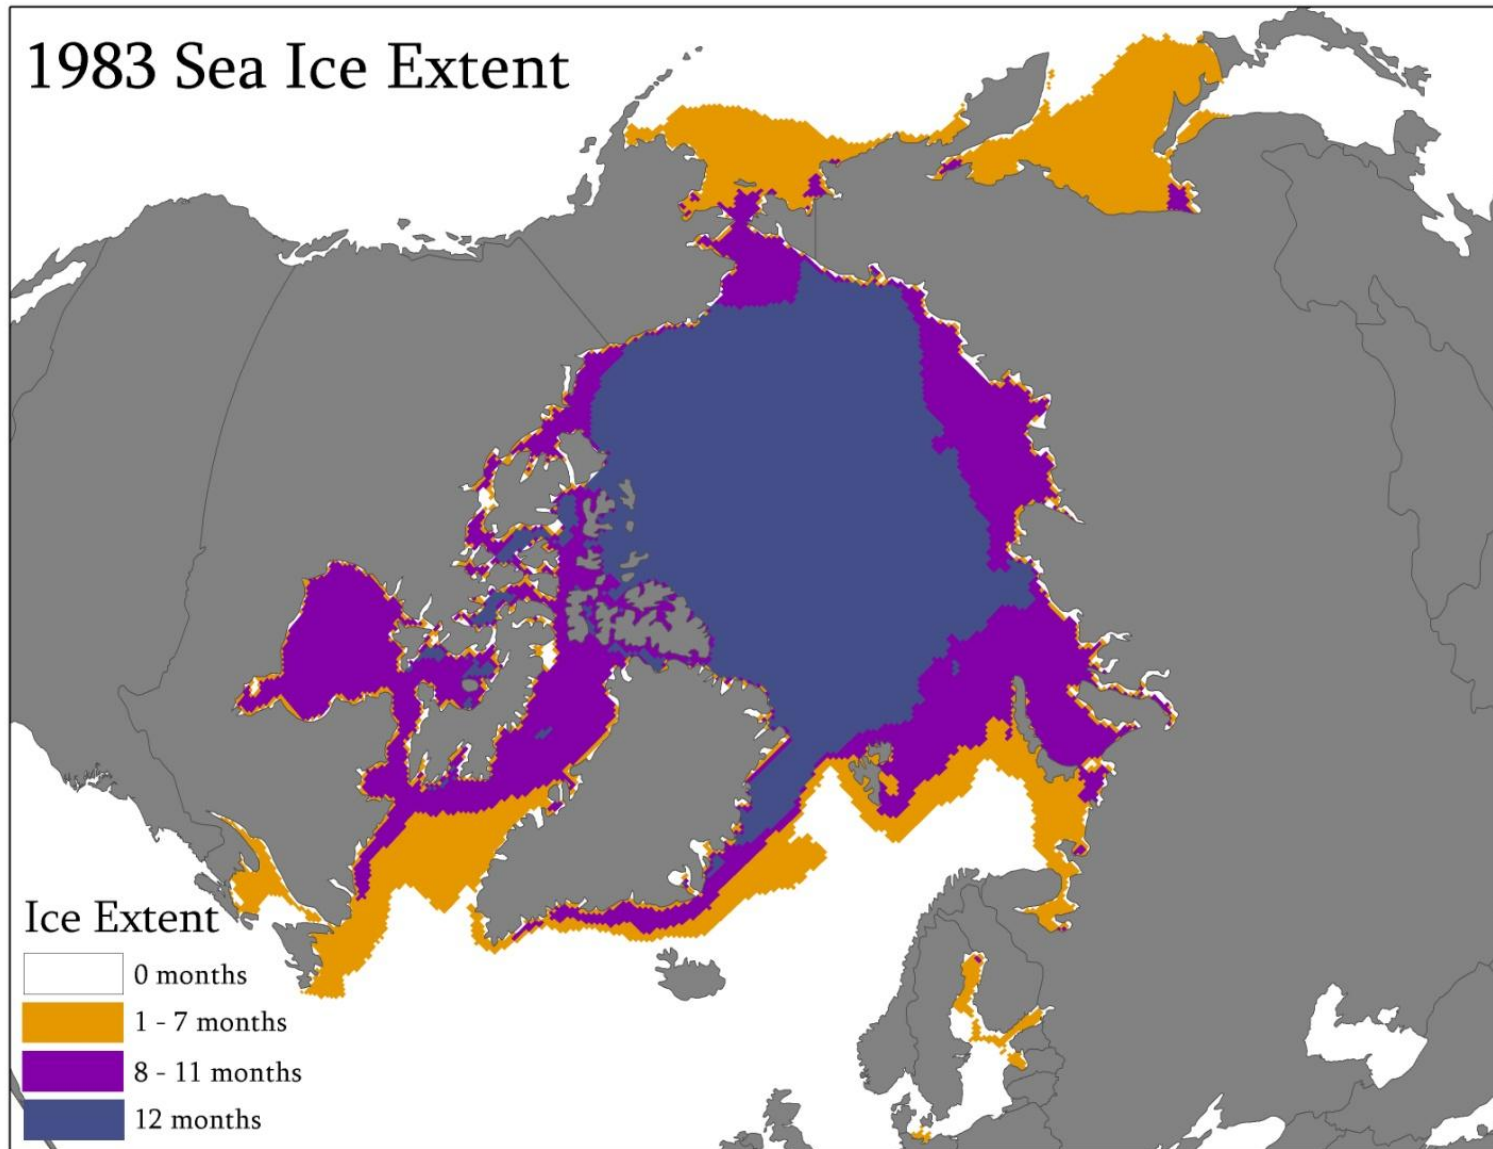 1983 Sea Ice Extent
Ice Extent
0 months
1 - 7 months
8 - 11 months
12 months